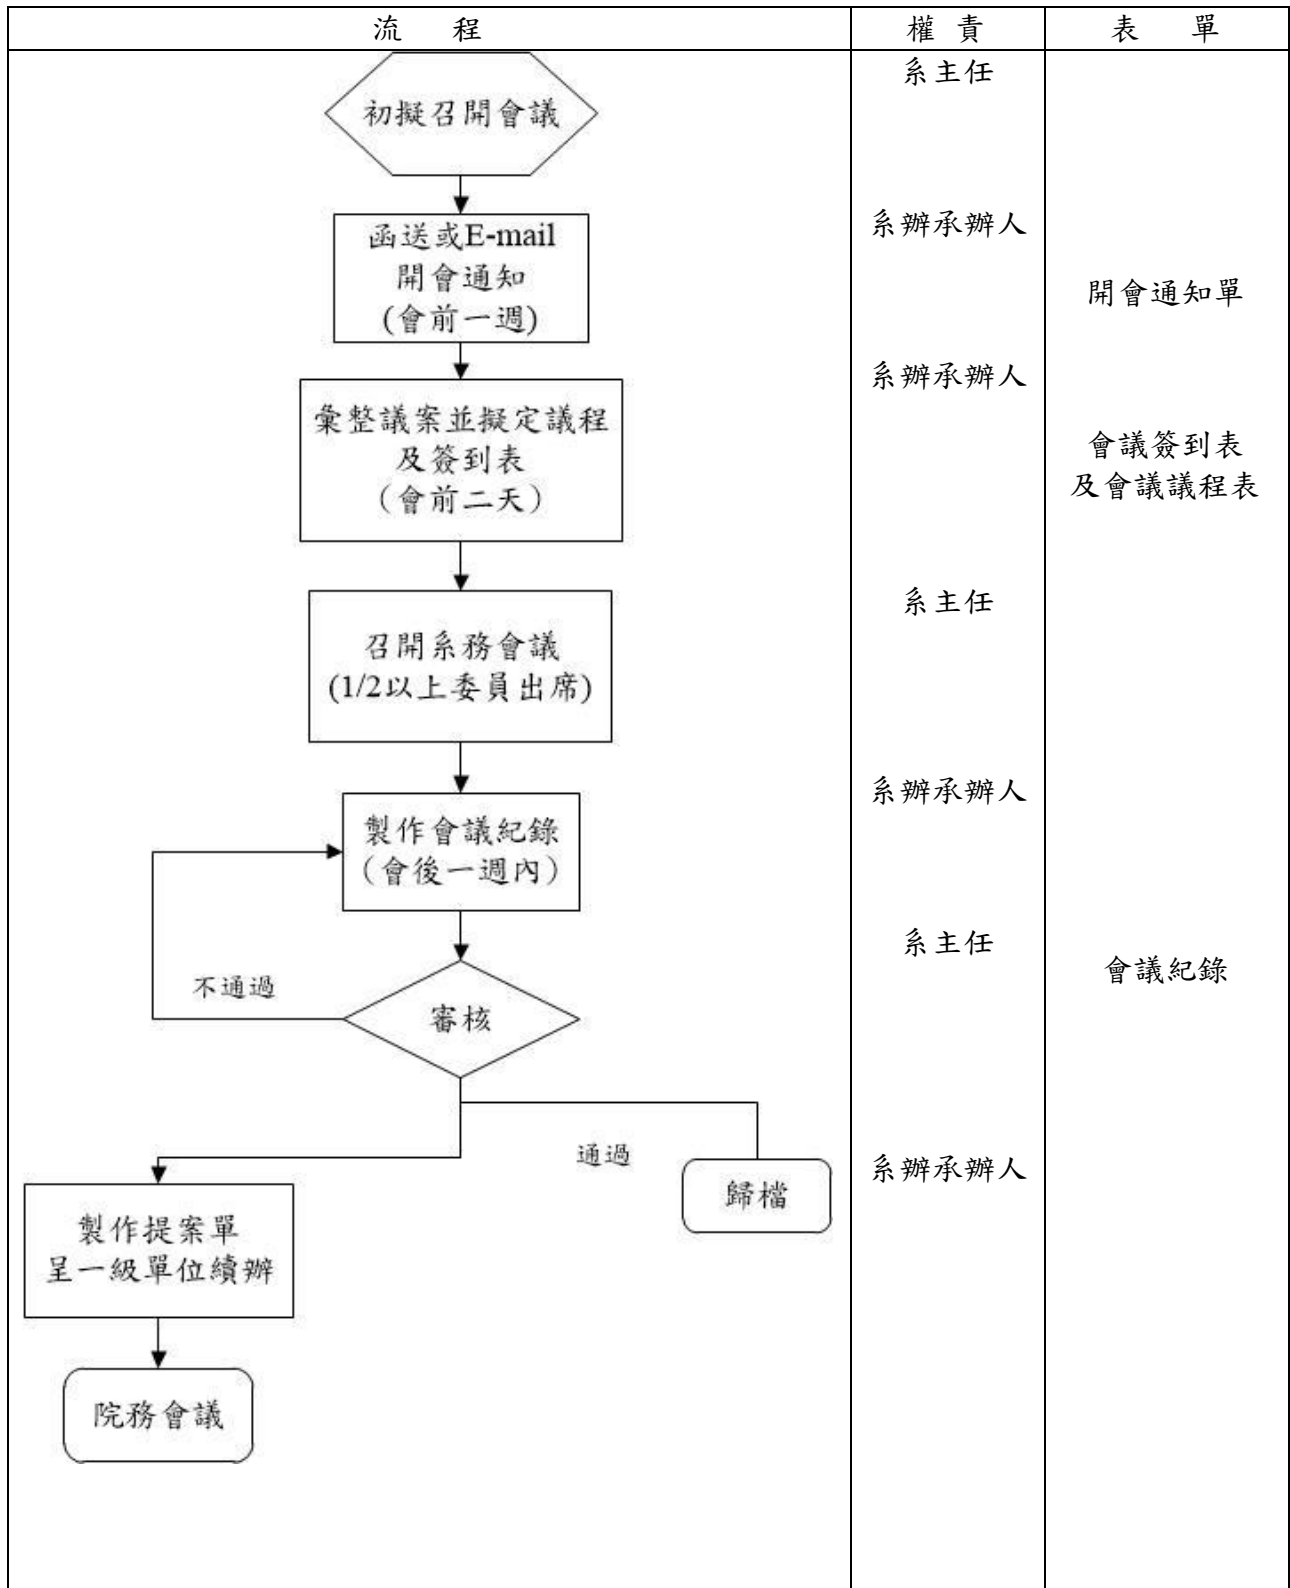 流 程
權 責
表 單
初擬召開會議
系主任
函送或E-mail
開會通知
(會前一週)
系辦承辦人
開會通知單
彙整議案並擬定議程
及簽到表
（會前二天）
系辦承辦人
會議簽到表
及會議議程表
召開系務會議
(1/2以上委員出席)
系主任
製作會議紀錄
（會後一週內）
系辦承辦人
不通過
審核
系主任
會議紀錄
通過
歸檔
系辦承辦人
製作提案單
呈一級單位續辦
院務會議